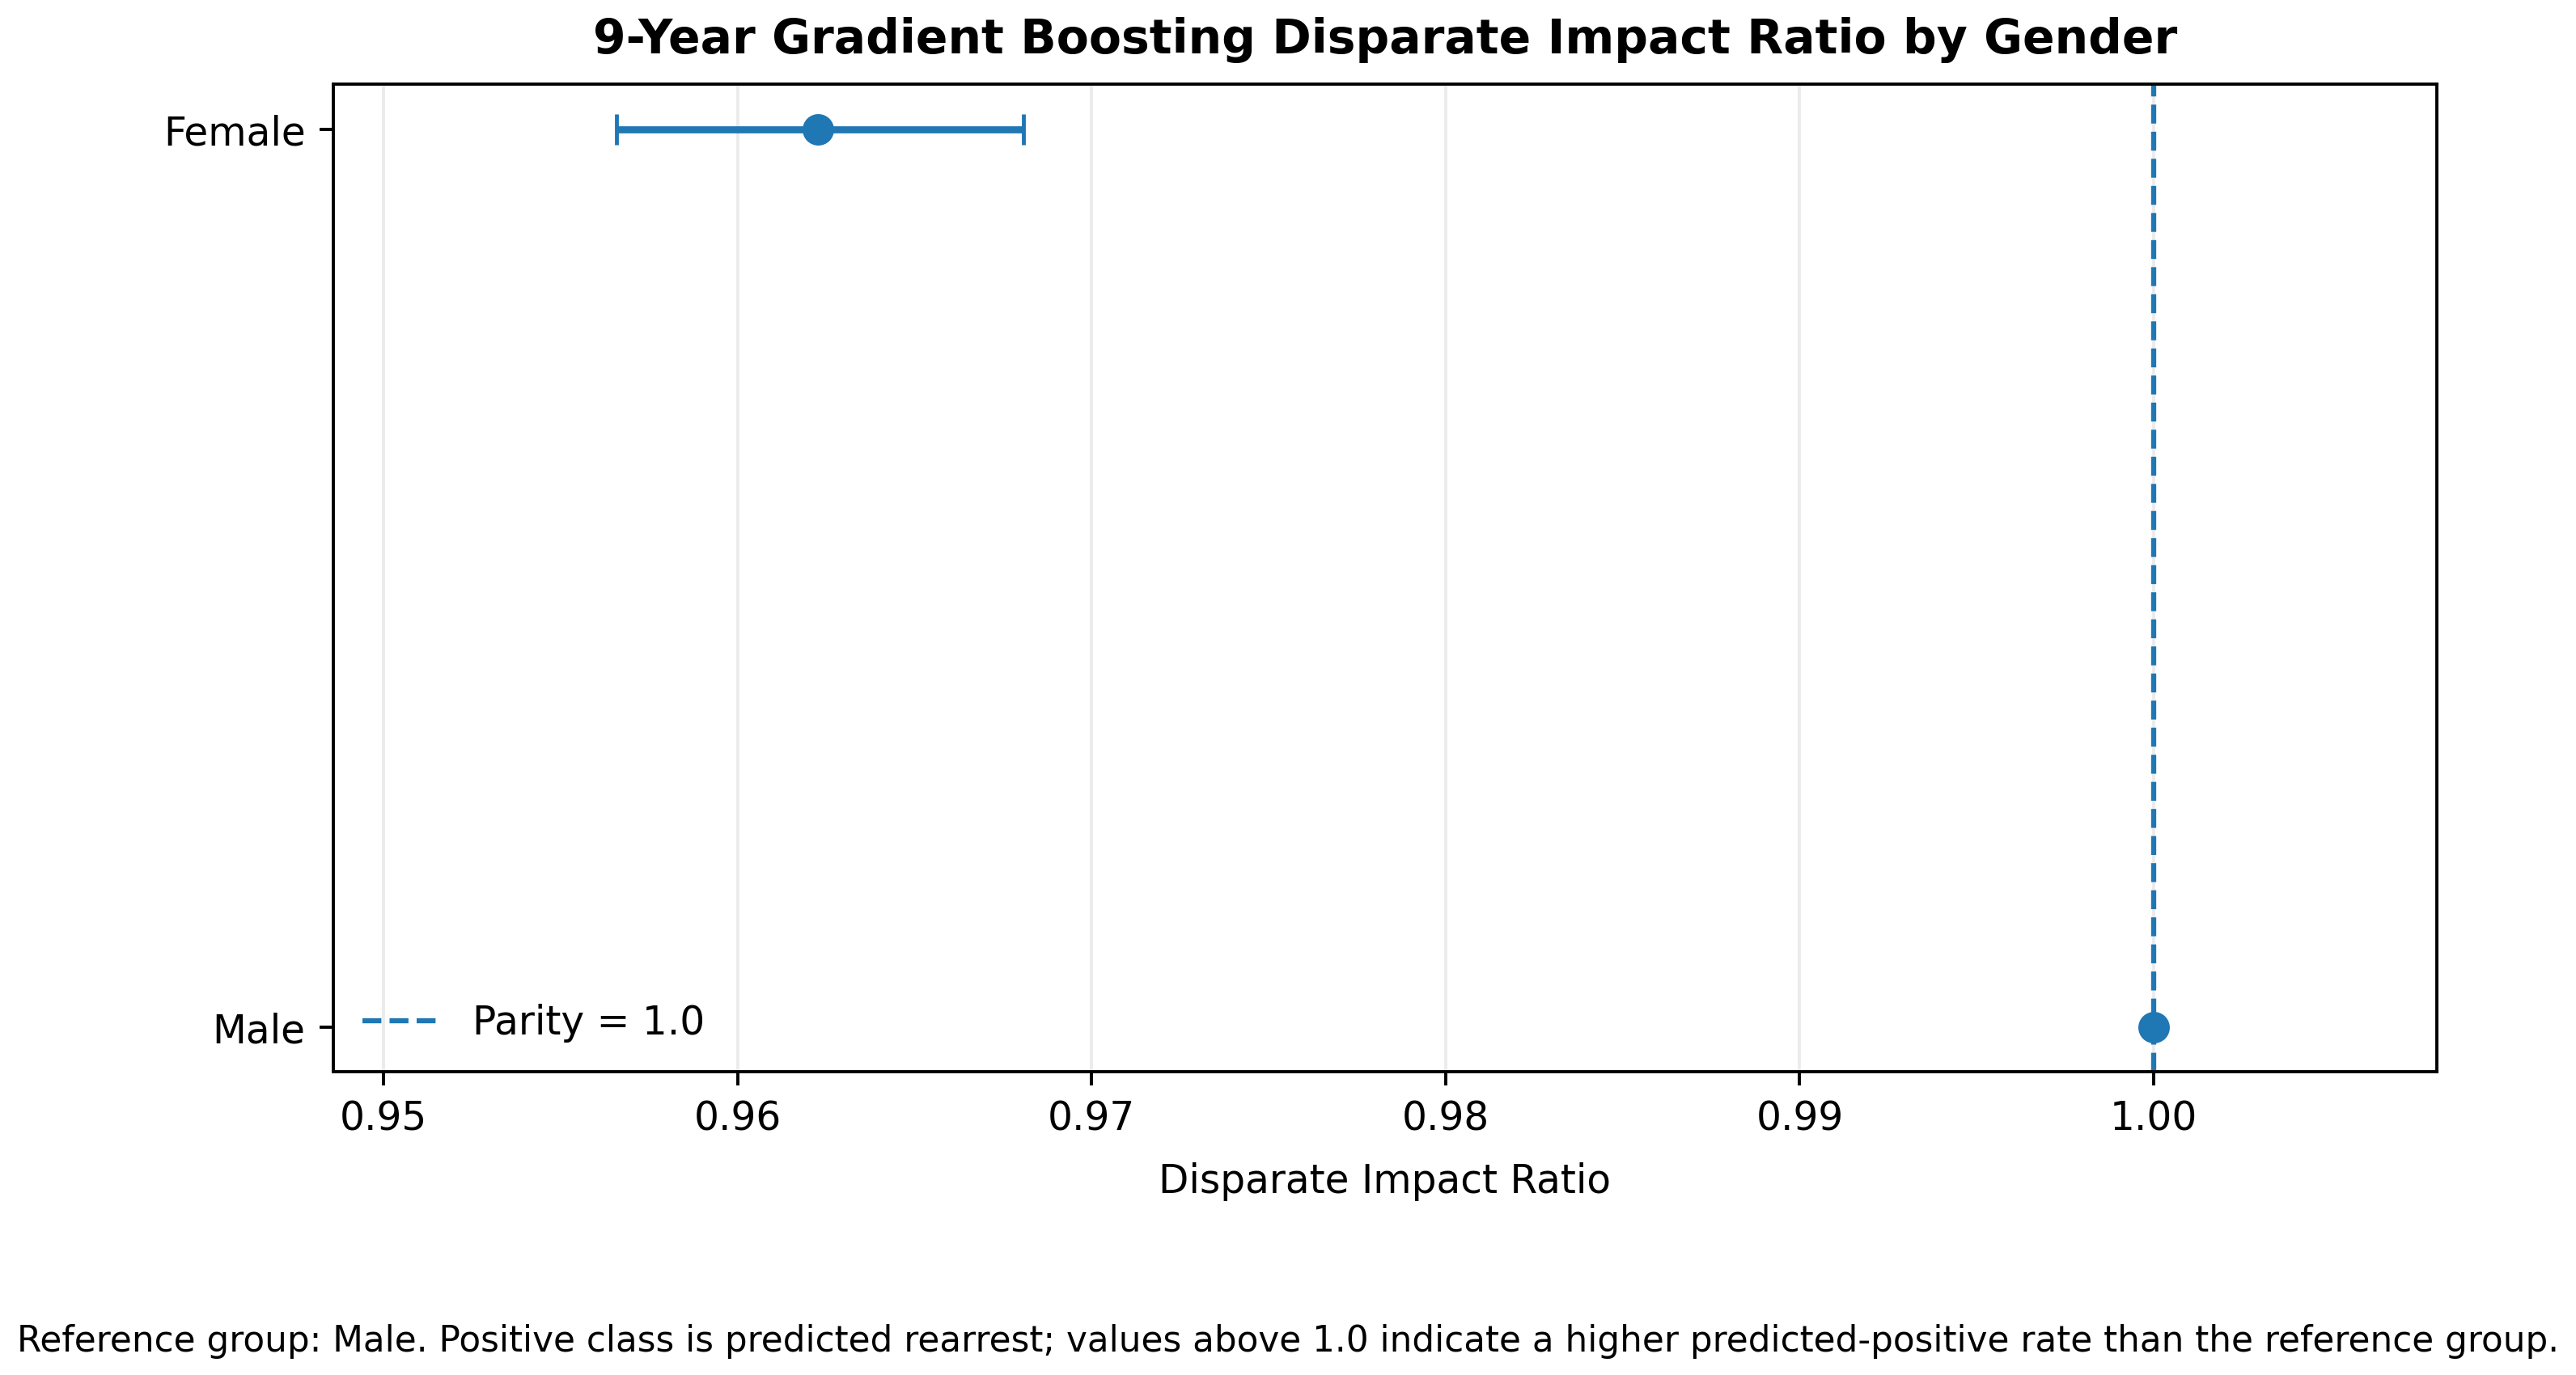 9-Year Gradient Boosting Disparate Impact Ratio by Gender
Female
Male
Parity = 1.0
0.95 0.96 0.97 0.98 0.99 1.00
Disparate Impact Ratio
Reference group: Male. Positive class is predicted rearrest; values above 1.0 indicate a higher predicted-positive rate than the reference group.